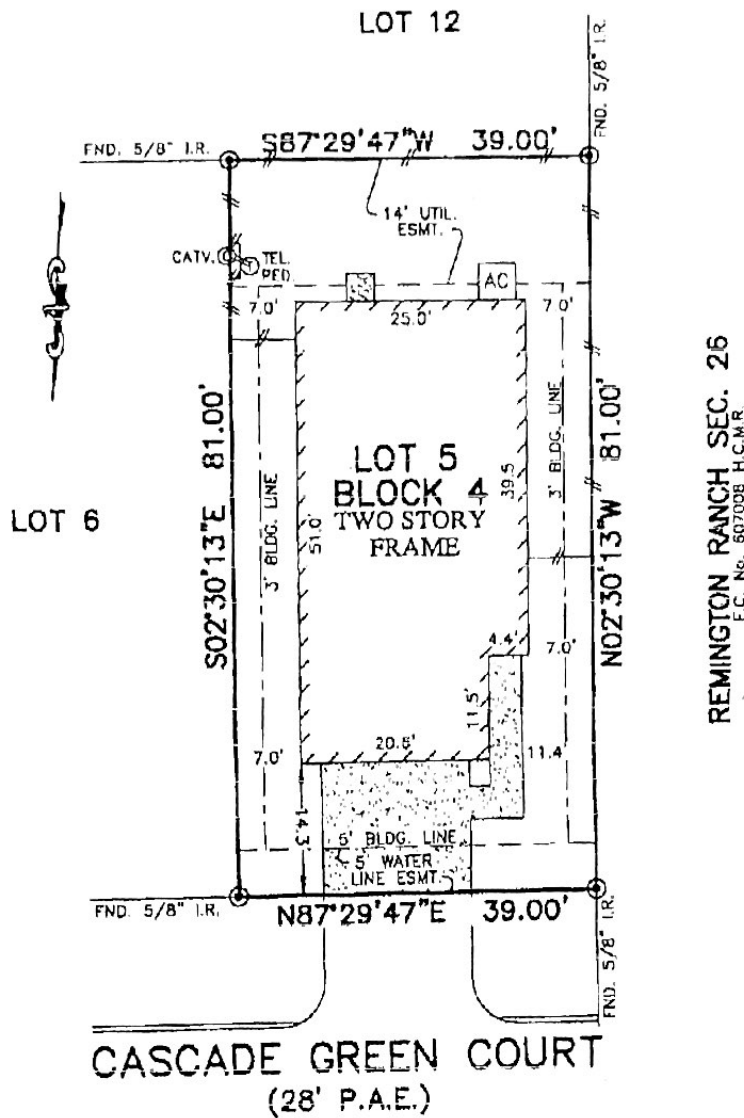 LOT 12
FND. 5/8" I.R.
FND. 5/8" I.R.
S87°29'47"W 39.00'
14' UTIL.
ESMT.
CATV.
TEL.
PED.
AC
7.0'
25.0'
7.0'
S02°30'13"E 81.00'
3' BLDG. LINE
51.0'
LOT 5
BLOCK 4
TWO STORY
FRAME
39.5
3' BLDG. LINE
N02°30'13"W 81.00'
REMINGTON RANCH SEC. 26
F.C. No. 607008 H.C.M.R.
LOT 6
4.4'
7.0'
11.5'
20.6'
7.0'
11.4
14.3
5' BLDG. LINE
5' WATER
LINE ESMT.
FND. 5/8" I.R.
N87°29'47"E 39.00'
FND. 5/8" I.R.
CASCADE GREEN COURT
(28' P.A.E.)